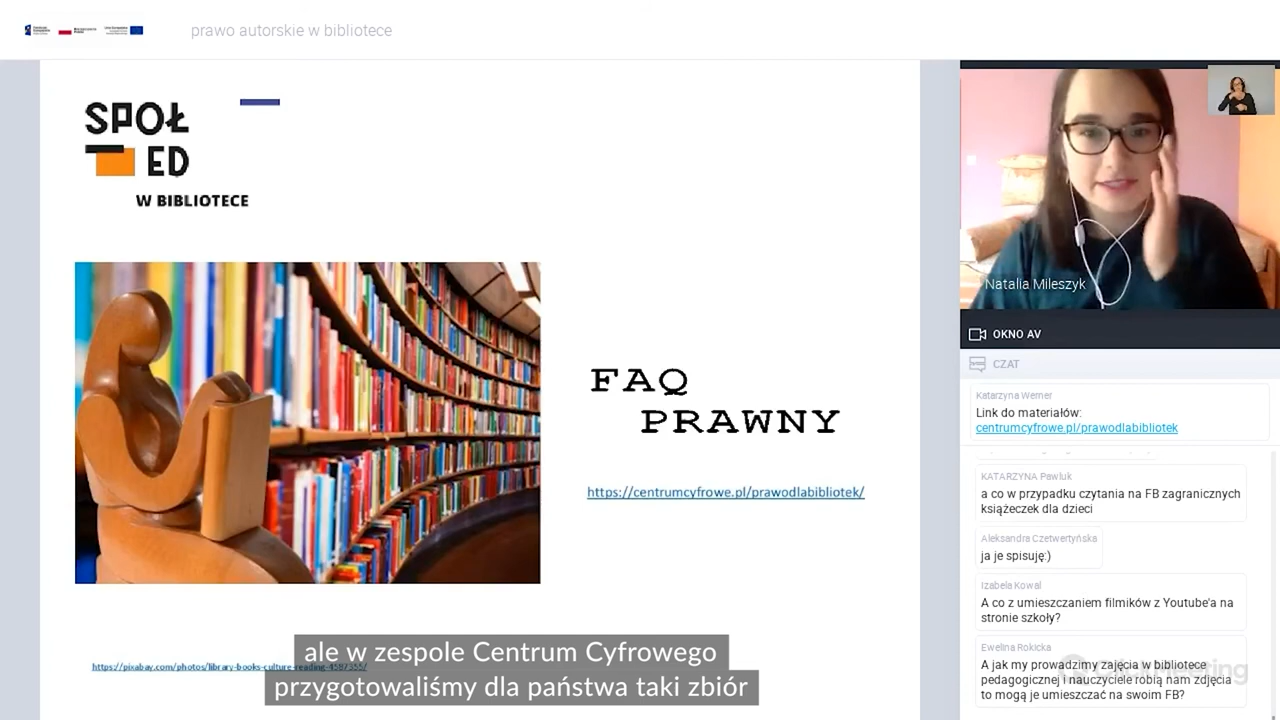 prawo autorskie w bibliotece
SPOŁ
ED
W BIBLIOTECE
FAQ
PRAWNY
https://centrumcyfrowe.pl/prawodlabibliotek/
https://pixabay.com/photos/library-books-culture-reading-4587355/
ale w zespole Centrum Cyfrowego
przygotowaliśmy dla państwa taki zbiór
Natalia Mileszyk
OKNO AV
CZAT
Katarzyna Werner
Link do materiałów:
centrumcyfrowe.pl/prawodlabibliotek
KATARZYNA Pawluk
a co w przypadku czytania na FB zagranicznych
książeczek dla dzieci
Aleksandra Czetwertyńska
ja je spisuję:)
Izabela Kowal
A co z umieszczaniem filmików z Youtube'a na
stronie szkoły?
Ewelina Rokicka
A jak my prowadzimy zajęcia w bibliotece
pedagogicznej i nauczyciele robią nam zdjęcia
to mogą je umieszczać na swoim FB?